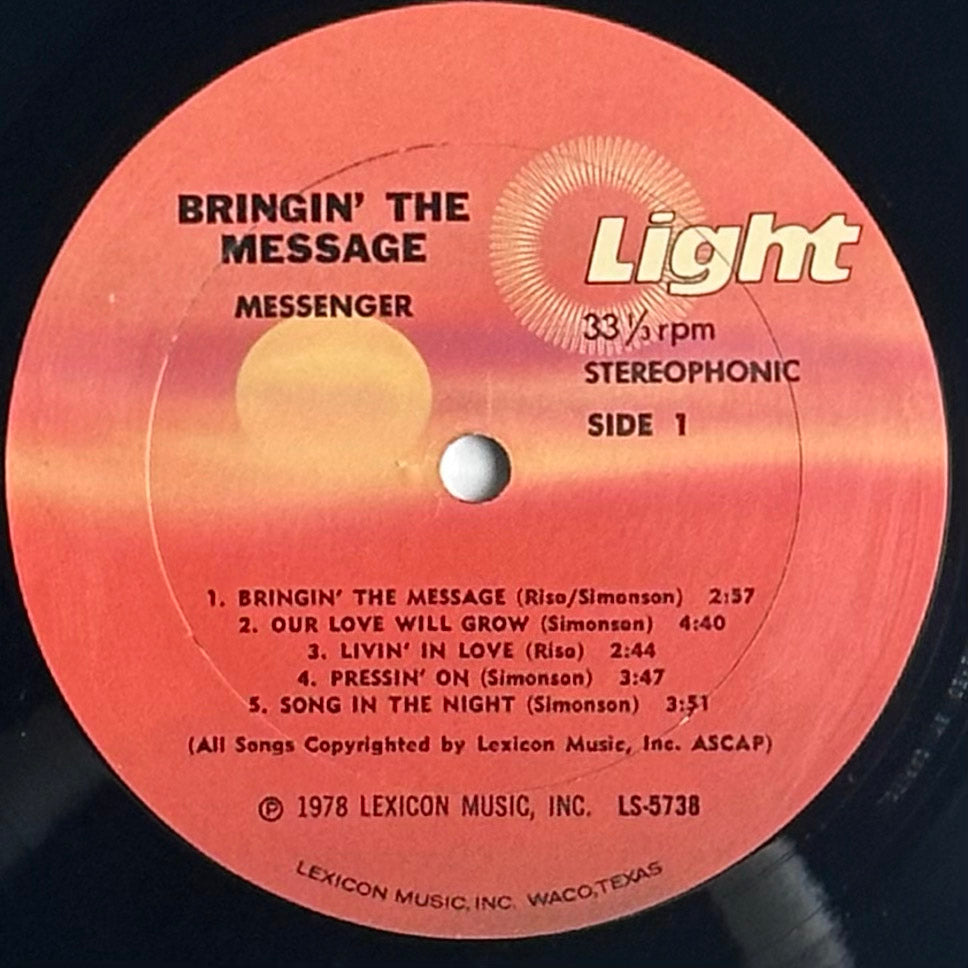 BRINGIN' THE
MESSAGE
MESSENGER
Light
33 1/3 rpm
STEREOPHONIC
SIDE 1
1. BRINGIN' THE MESSAGE (Riso/Simonson) 2:57
2. OUR LOVE WILL GROW (Simonson) 4:40
3. LIVIN' IN LOVE (Riso) 2:44
4. PRESSIN' ON (Simonson) 3:47
5. SONG IN THE NIGHT (Simonson) 3:51
(All Songs Copyrighted by Lexicon Music, Inc. ASCAP)
℗ 1978 LEXICON MUSIC, INC. LS-5738
LEXICON MUSIC, INC. WACO, TEXAS